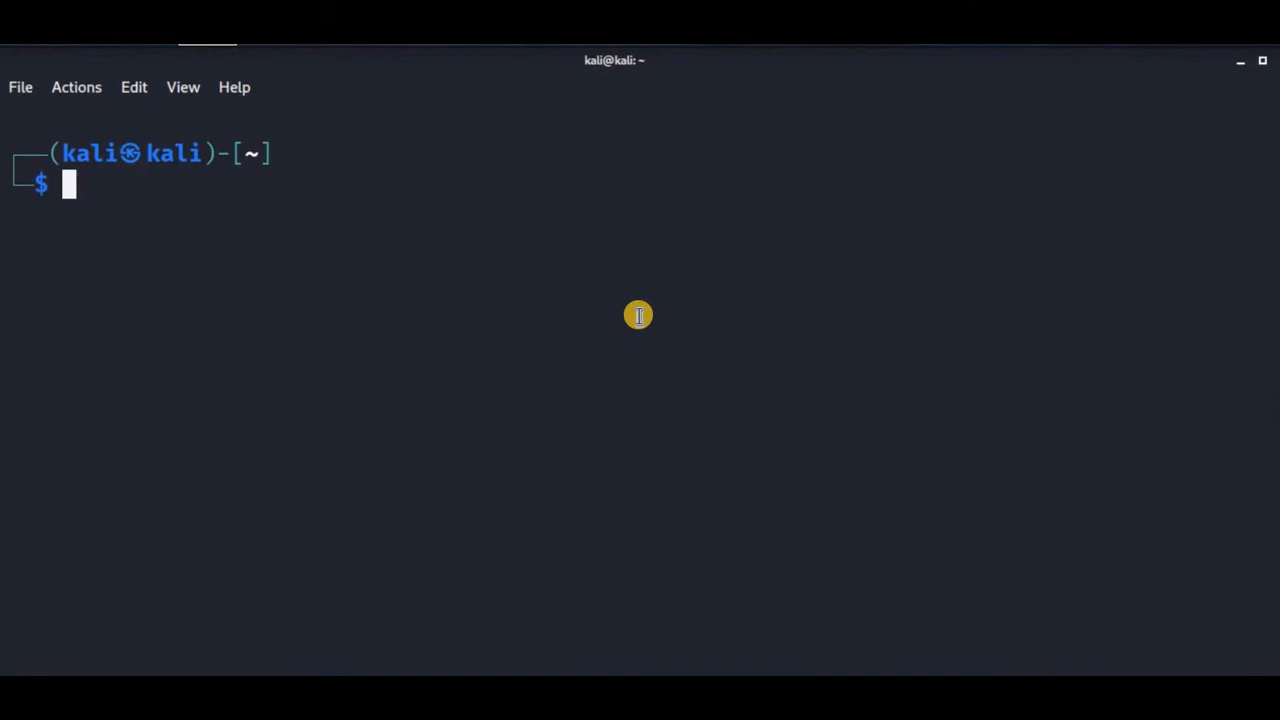 kali@kali: ~
File Actions Edit View Help
┌──(kali㉿kali)-[~]
└─$